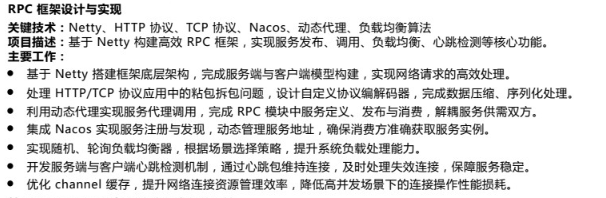 RPC 框架设计与实现
关键技术：Netty、HTTP 协议、TCP 协议、Nacos、动态代理、负载均衡算法
项目描述：基于 Netty 构建高效 RPC 框架，实现服务发布、调用、负载均衡、心跳检测等核心功能。
主要工作：
● 基于 Netty 搭建框架底层架构，完成服务端与客户端模型构建，实现网络请求的高效处理。
● 处理 HTTP/TCP 协议应用中的粘包拆包问题，设计自定义协议编解码器，完成数据压缩、序列化处理。
● 利用动态代理实现服务代理调用，完成 RPC 模块中服务定义、发布与消费，解耦服务供需双方。
● 集成 Nacos 实现服务注册与发现，动态管理服务地址，确保消费方准确获取服务实例。
● 实现随机、轮询负载均衡器，根据场景选择策略，提升系统负载处理能力。
● 开发服务端与客户端心跳检测机制，通过心跳包维持连接，及时处理失效连接，保障服务稳定。
● 优化 channel 缓存，提升网络连接资源管理效率，降低高并发场景下的连接操作性能损耗。